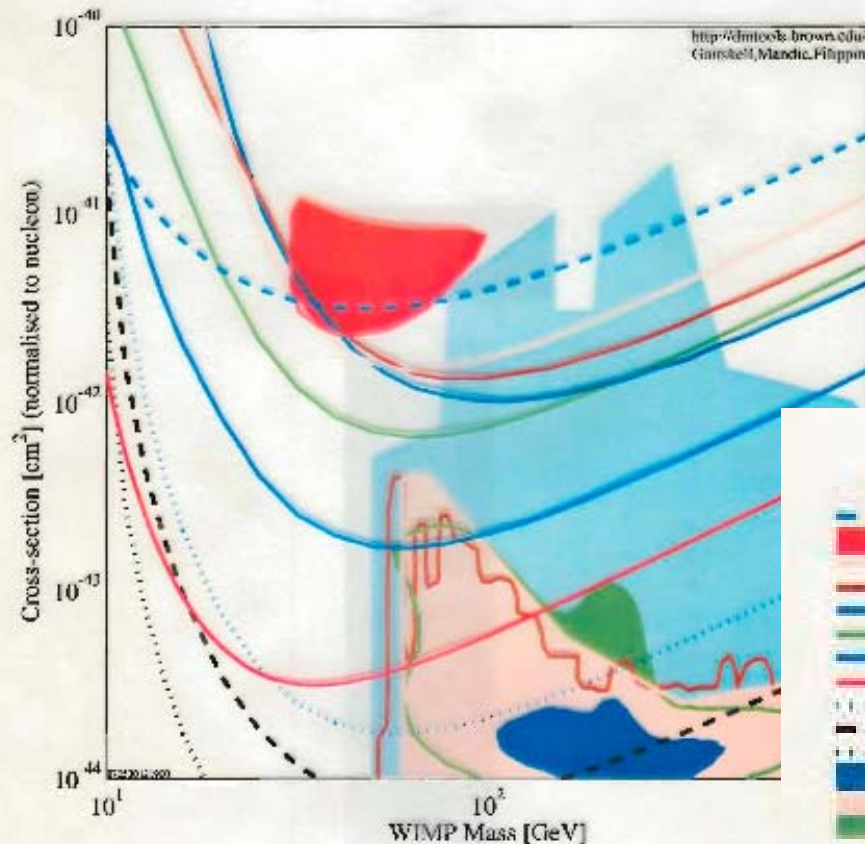 http://dmtools.brown.edu/
Gaitskell,Mandic,Filippin
Cross-section [cm²] (normalised to nucleon)
10⁻⁴⁰
10⁻⁴¹
10⁻⁴²
10⁻⁴³
10⁻⁴⁴
10¹
10²
WIMP Mass [GeV]